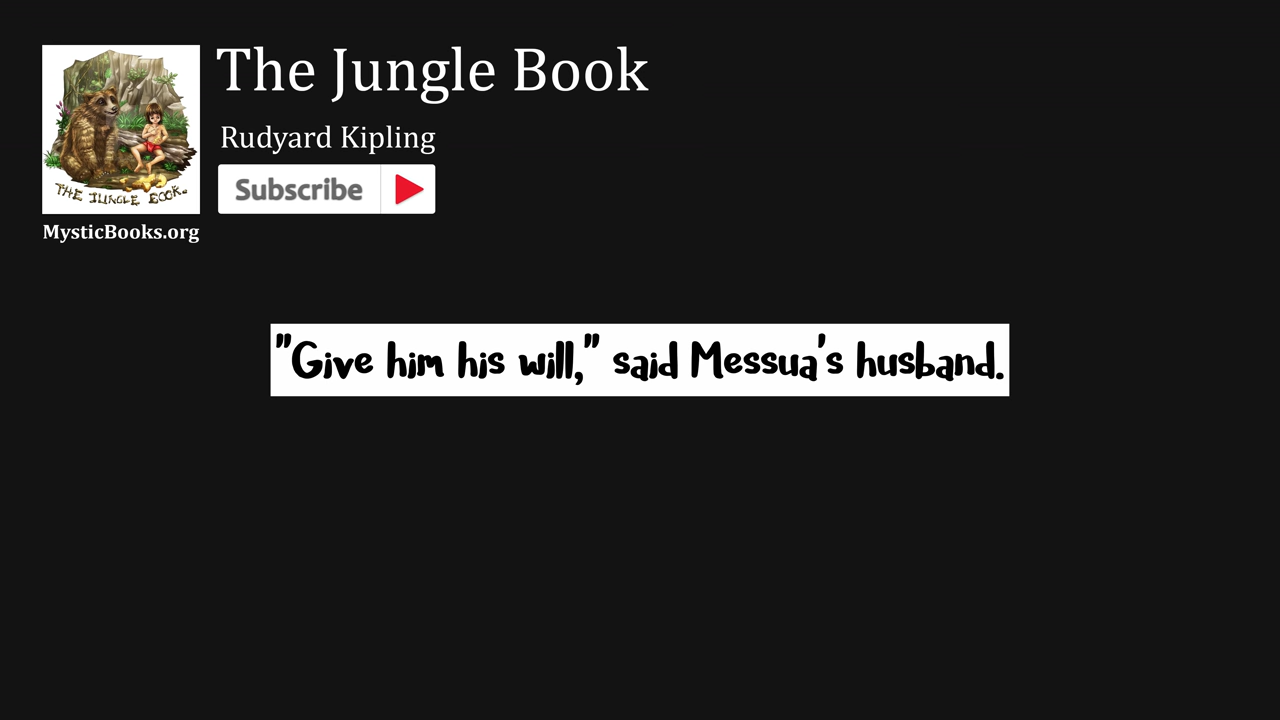 The Jungle Book
Rudyard Kipling
Subscribe
THE JUNGLE BOOK.
MysticBooks.org
"Give him his will," said Messua's husband.